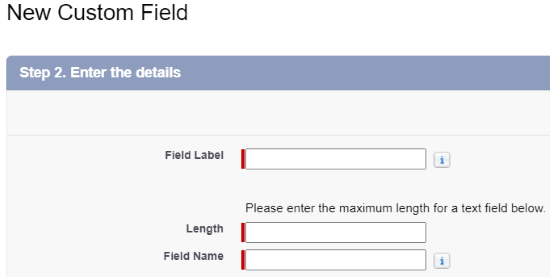 New Custom Field
Step 2. Enter the details
Field Label
i
Please enter the maximum length for a text field below.
Length
Field Name
i